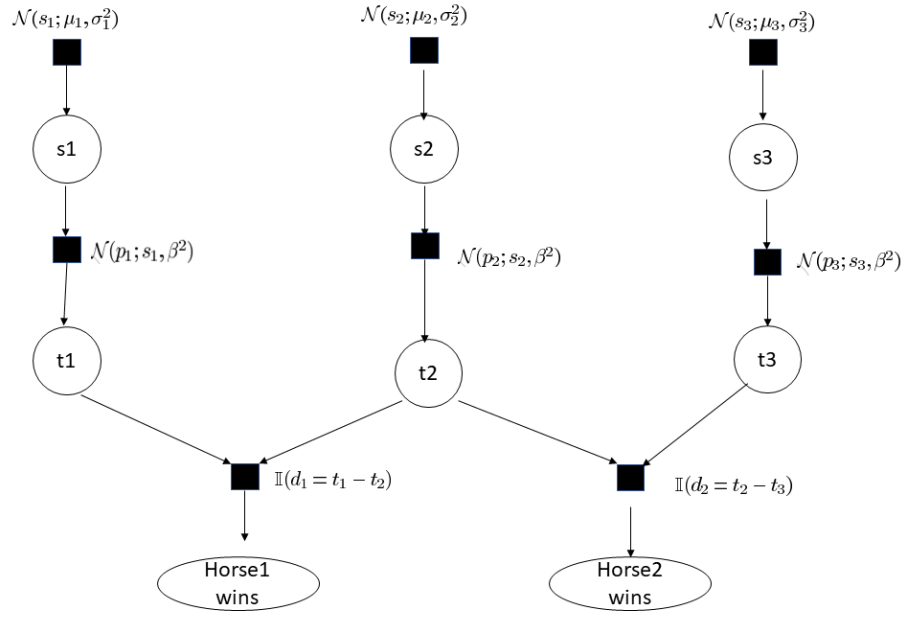 𝒩(s₁; μ₁, σ₁²)
𝒩(s₂; μ₂, σ₂²)
𝒩(s₃; μ₃, σ₃²)
s1
s2
s3
𝒩(p₁; s₁, β²)
𝒩(p₂; s₂, β²)
𝒩(p₃; s₃, β²)
t1
t2
t3
𝕀(d₁ = t₁ − t₂)
𝕀(d₂ = t₂ − t₃)
Horse1
wins
Horse2
wins